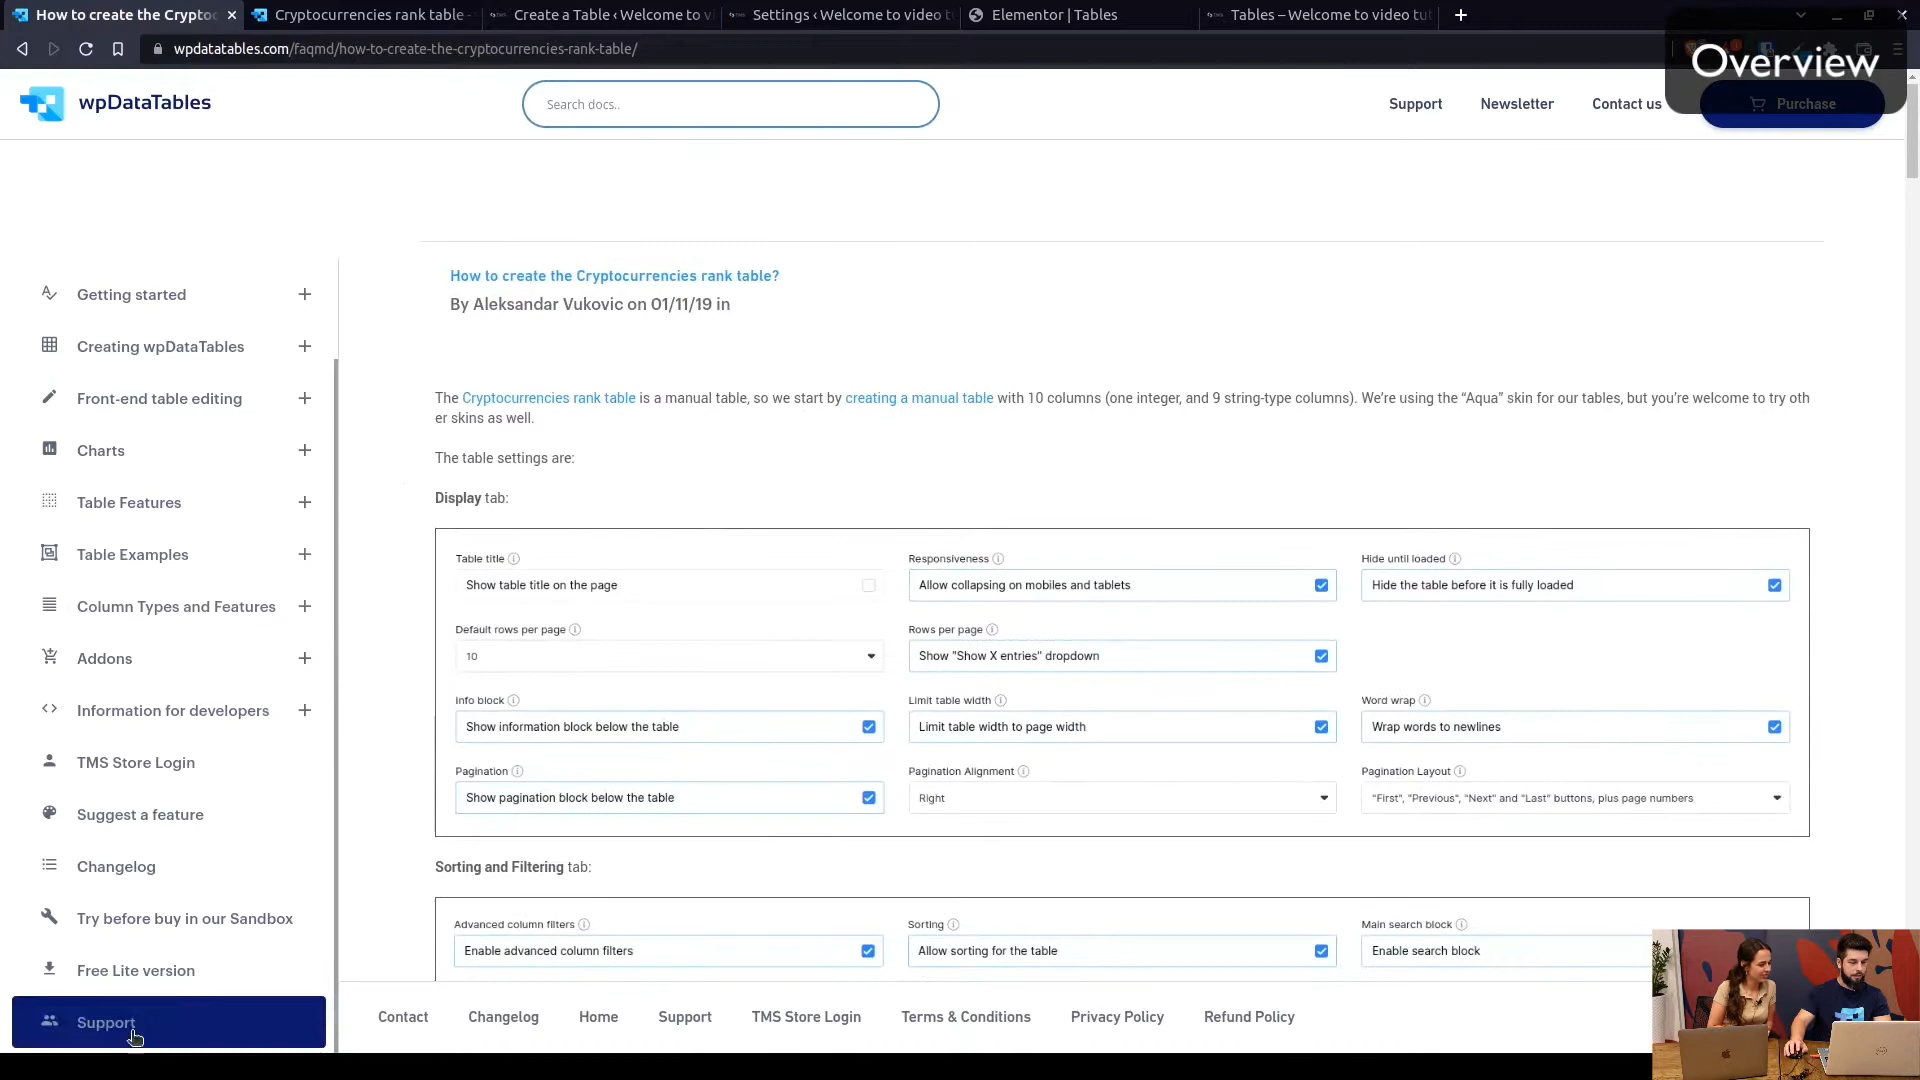 How to create the Crypto
Cryptocurrencies rank table -
Create a Table ‹ Welcome to v
Settings ‹ Welcome to video t
Elementor | Tables
Tables – Welcome to video tu
wpdatatables.com/faqmd/how-to-create-the-cryptocurrencies-rank-table/
Overview
wpDataTables
Search docs..
Support
Newsletter
Contact us
Purchase
Getting started
Creating wpDataTables
Front-end table editing
Charts
Table Features
Table Examples
Column Types and Features
Addons
Information for developers
TMS Store Login
Suggest a feature
Changelog
Try before buy in our Sandbox
Free Lite version
Support
How to create the Cryptocurrencies rank table?
By Aleksandar Vukovic on 01/11/19 in
The Cryptocurrencies rank table is a manual table, so we start by creating a manual table with 10 columns (one integer, and 9 string-type columns). We’re using the “Aqua” skin for our tables, but you’re welcome to try oth
er skins as well.
The table settings are:
Display tab:
Table title
Show table title on the page
Responsiveness
Allow collapsing on mobiles and tablets
Hide until loaded
Hide the table before it is fully loaded
Default rows per page
10
Rows per page
Show "Show X entries" dropdown
Info block
Show information block below the table
Limit table width
Limit table width to page width
Word wrap
Wrap words to newlines
Pagination
Show pagination block below the table
Pagination Alignment
Right
Pagination Layout
"First", "Previous", "Next" and "Last" buttons, plus page numbers
Sorting and Filtering tab:
Advanced column filters
Enable advanced column filters
Sorting
Allow sorting for the table
Main search block
Enable search block
Contact
Changelog
Home
Support
TMS Store Login
Terms & Conditions
Privacy Policy
Refund Policy